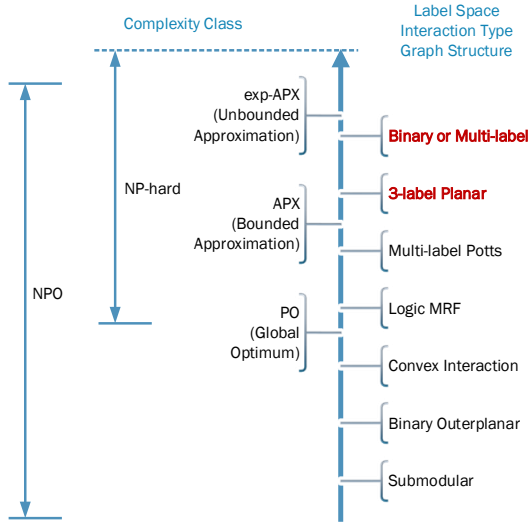 Complexity Class
Label Space
Interaction Type
Graph Structure
exp-APX
(Unbounded
Approximation)
Binary or Multi-label
NP-hard
3-label Planar
APX
(Bounded
Approximation)
Multi-label Potts
NPO
PO
(Global
Optimum)
Logic MRF
Convex Interaction
Binary Outerplanar
Submodular